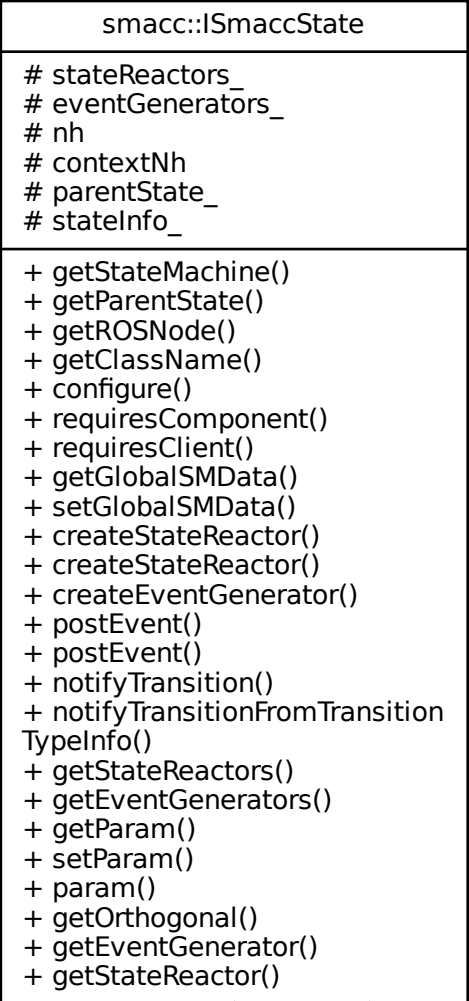 smacc::ISmaccState
# stateReactors_
# eventGenerators_
# nh
# contextNh
# parentState_
# stateInfo_
+ getStateMachine()
+ getParentState()
+ getROSNode()
+ getClassName()
+ configure()
+ requiresComponent()
+ requiresClient()
+ getGlobalSMData()
+ setGlobalSMData()
+ createStateReactor()
+ createStateReactor()
+ createEventGenerator()
+ postEvent()
+ postEvent()
+ notifyTransition()
+ notifyTransitionFromTransition
TypeInfo()
+ getStateReactors()
+ getEventGenerators()
+ getParam()
+ setParam()
+ param()
+ getOrthogonal()
+ getEventGenerator()
+ getStateReactor()